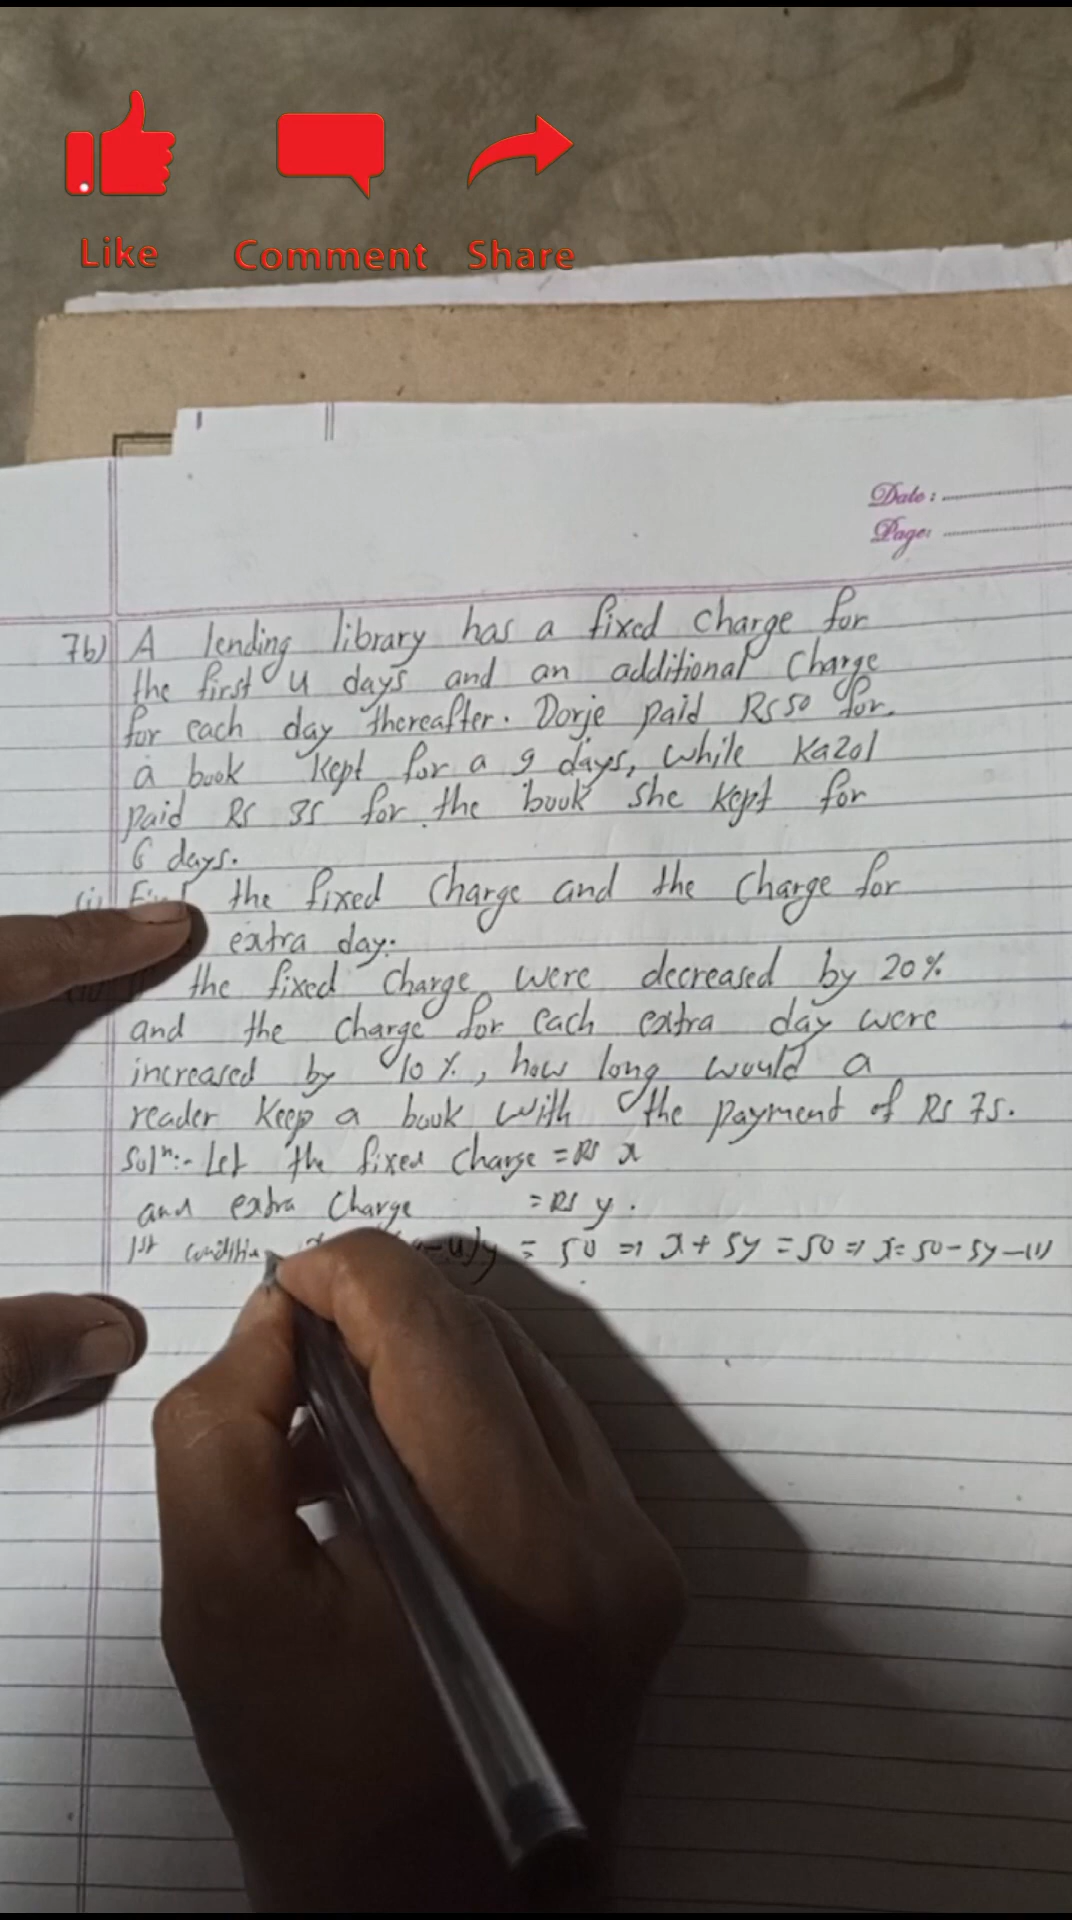 Like Comment Share
Date:
Page:
7b) A lending library has a fixed charge for
the first 4 days and an additional charge
for each day thereafter. Dorje paid Rs 50 for
a book kept for a 9 days, while Kazol
paid Rs 35 for the book she kept for
6 days.
(i) the fixed charge and the charge for
extra day.
the fixed charge were decreased by 20%
and the charge for each extra day were
increased by 10%, how long would a
reader keep a book with the payment of Rs 75.
Solⁿ:- Let the fixed charge = Rs x
and extra charge = Rs y.
1st = 50 ⇒ x + 5y = 50 ⇒ x = 50 - 5y —(i)